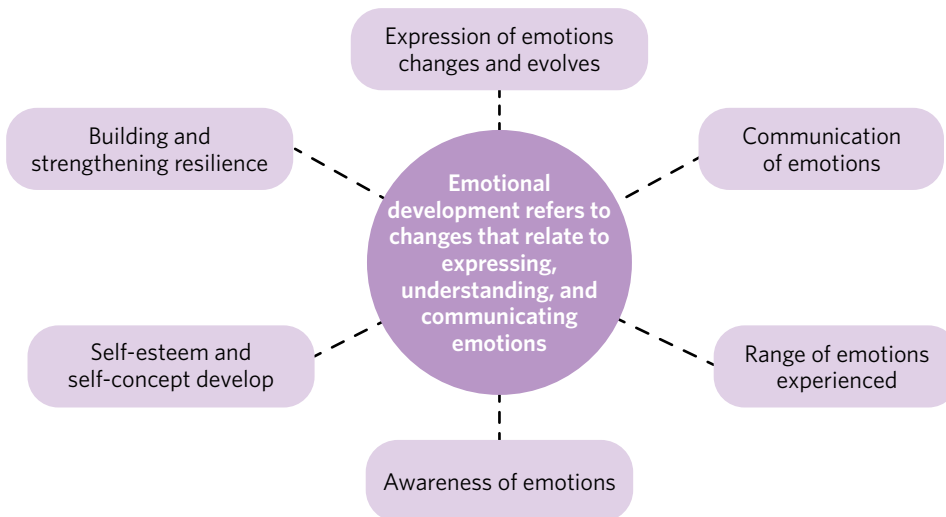 Expression of emotions
changes and evolves
Building and
strengthening resilience
Communication
of emotions
Emotional
development refers to
changes that relate to
expressing,
understanding, and
communicating
emotions
Self-esteem and
self-concept develop
Range of emotions
experienced
Awareness of emotions